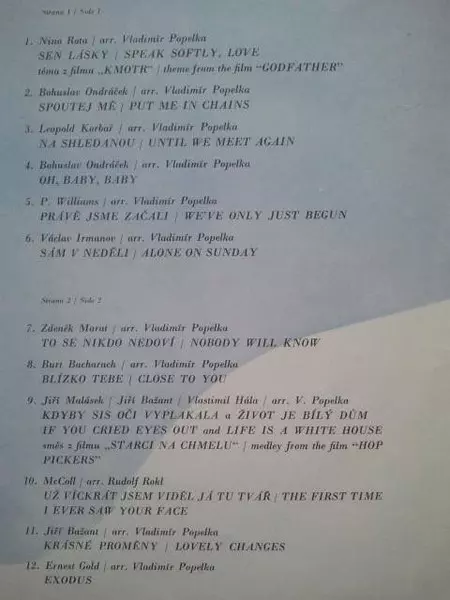 Strana 1 / Side 1
1. Nino Rota / arr. Vladimír Popelka
SEN LÁSKY / SPEAK SOFTLY, LOVE
téma z filmu „KMOTR“ / theme from the film “GODFATHER”
2. Bohuslav Ondráček / arr. Vladimír Popelka
SPOUTEJ MĚ / PUT ME IN CHAINS
3. Leopold Korbař / arr. Vladimír Popelka
NA SHLEDANOU / UNTIL WE MEET AGAIN
4. Bohuslav Ondráček / arr. Vladimír Popelka
OH, BABY, BABY
5. P. Williams / arr. Vladimír Popelka
PRÁVĚ JSME ZAČALI / WE'VE ONLY JUST BEGUN
6. Václav Irmanov / arr. Vladimír Popelka
SÁM V NEDĚLI / ALONE ON SUNDAY
Strana 2 / Side 2
7. Zdeněk Marat / arr. Vladimír Popelka
TO SE NIKDO NEDOVÍ / NOBODY WILL KNOW
8. Burt Bacharach / arr. Vladimír Popelka
BLÍZKO TEBE / CLOSE TO YOU
9. Jiří Malásek / Jiří Bažant / Vlastimil Hála / arr. V. Popelka
KDYBY SIS OČI VYPLAKALA a ŽIVOT JE BÍLÝ DŮM
IF YOU CRIED EYES OUT and LIFE IS A WHITE HOUSE
směs z filmu „STARCI NA CHMELU“ / medley from the film “HOP
PICKERS”
10. McColl / arr. Rudolf Rokl
UŽ VÍCKRÁT JSEM VIDĚL JÁ TU TVÁŘ / THE FIRST TIME
I EVER SAW YOUR FACE
11. Jiří Bažant / arr. Vladimír Popelka
KRÁSNÉ PROMĚNY / LOVELY CHANGES
12. Ernest Gold / arr. Vladimír Popelka
EXODUS